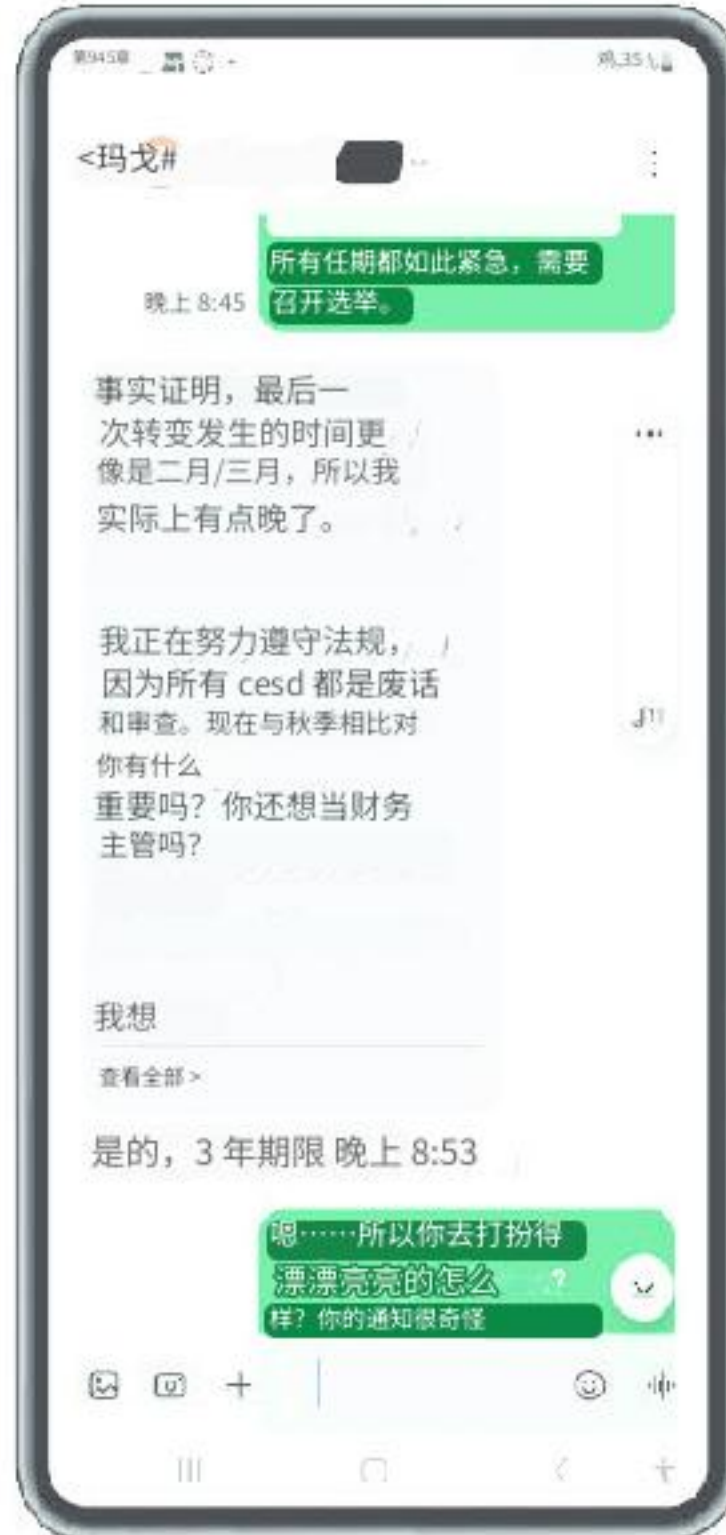 <玛戈#
所有任期都如此紧急，需要
晚上 8:45
召开选举。
事实证明，最后一
次转变发生的时间更
像是二月/三月，所以我
实际上有点晚了。
我正在努力遵守法规，
因为所有 cesd 都是废话
和审查。现在与秋季相比对
你有什么
重要吗？你还想当财务
主管吗？
我想
查看全部 >
是的，3 年期限 晚上 8:53
嗯……所以你去打扮得
漂漂亮亮的怎么
?
样？你的通知很奇怪